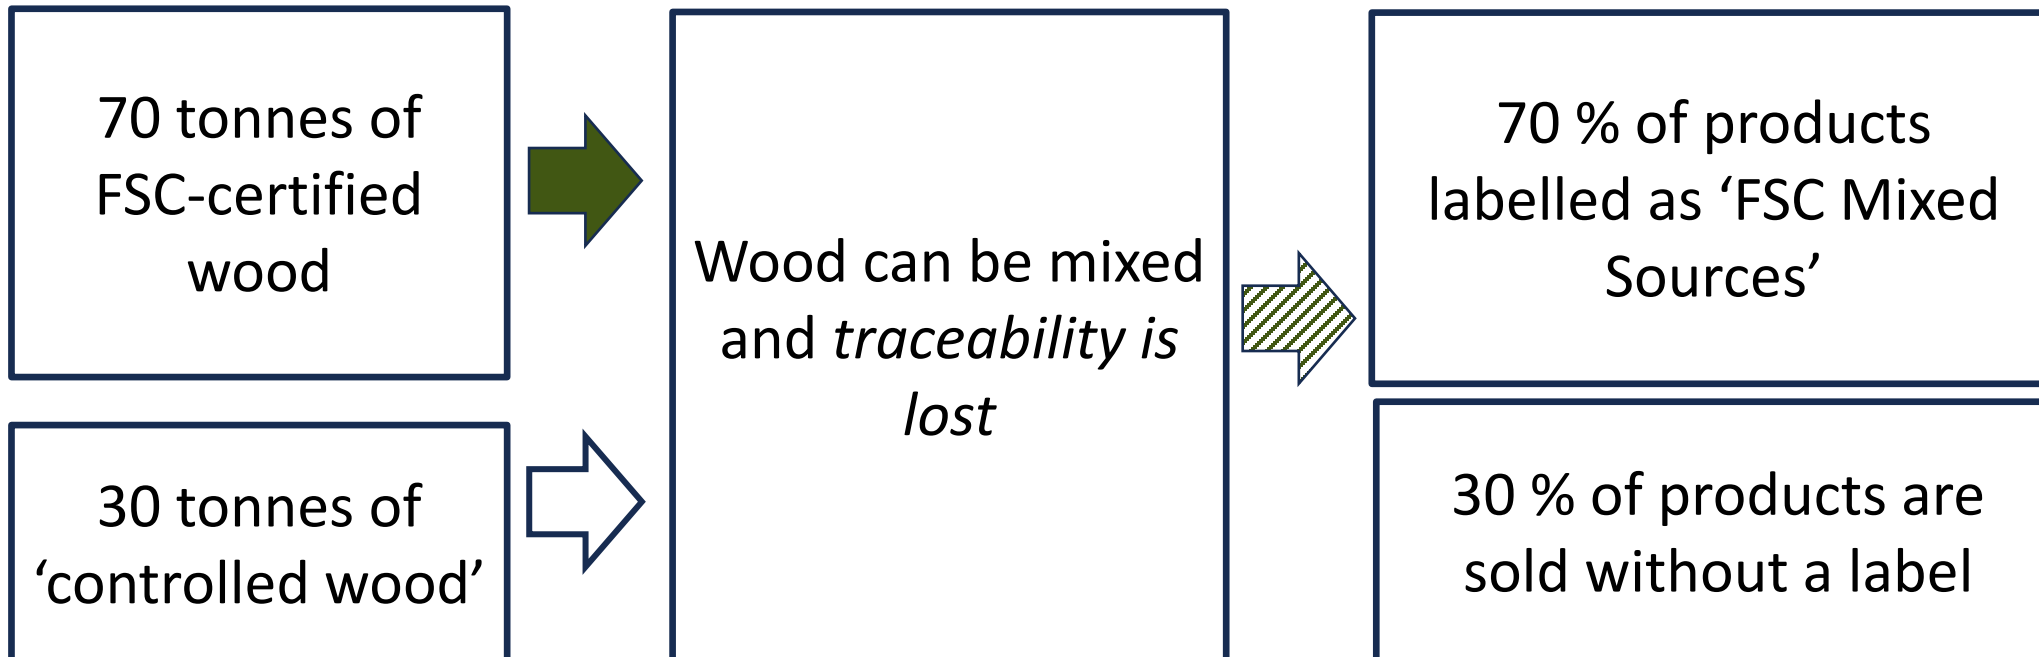 70 tonnes of
FSC-certified
wood
30 tonnes of
‘controlled wood’
Wood can be mixed
and traceability is
lost
70 % of products
labelled as ‘FSC Mixed
Sources’
30 % of products are
sold without a label